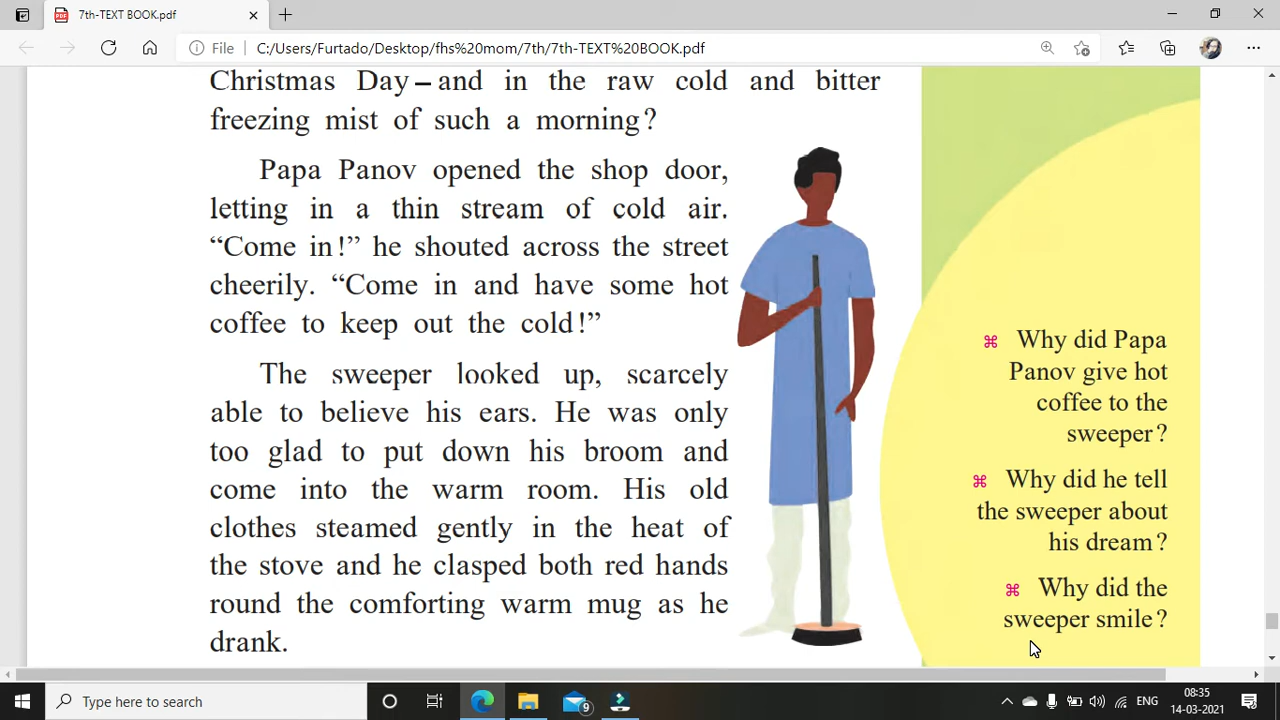 7th-TEXT BOOK.pdf
File
C:/Users/Furtado/Desktop/fhs%20mom/7th/7th-TEXT%20BOOK.pdf
Christmas Day – and in the raw cold and bitter
freezing mist of such a morning?
Papa Panov opened the shop door,
letting in a thin stream of cold air.
“Come in!” he shouted across the street
cheerily. “Come in and have some hot
coffee to keep out the cold!”
The sweeper looked up, scarcely
able to believe his ears. He was only
too glad to put down his broom and
come into the warm room. His old
clothes steamed gently in the heat of
the stove and he clasped both red hands
round the comforting warm mug as he
drank.
⌘ Why did Papa
Panov give hot
coffee to the
sweeper?
⌘ Why did he tell
the sweeper about
his dream?
⌘ Why did the
sweeper smile?
Type here to search
9
ENG
08:35
14-03-2021